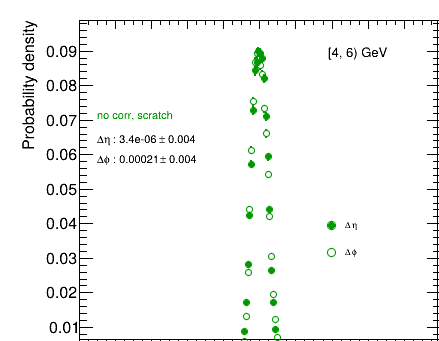 Probability density
0.09
0.08
0.07
0.06
0.05
0.04
0.03
0.02
0.01
[4, 6) GeV
no corr, scratch
Δη : 3.4e-06 ± 0.004
Δϕ : 0.00021 ± 0.004
Δη
Δϕ